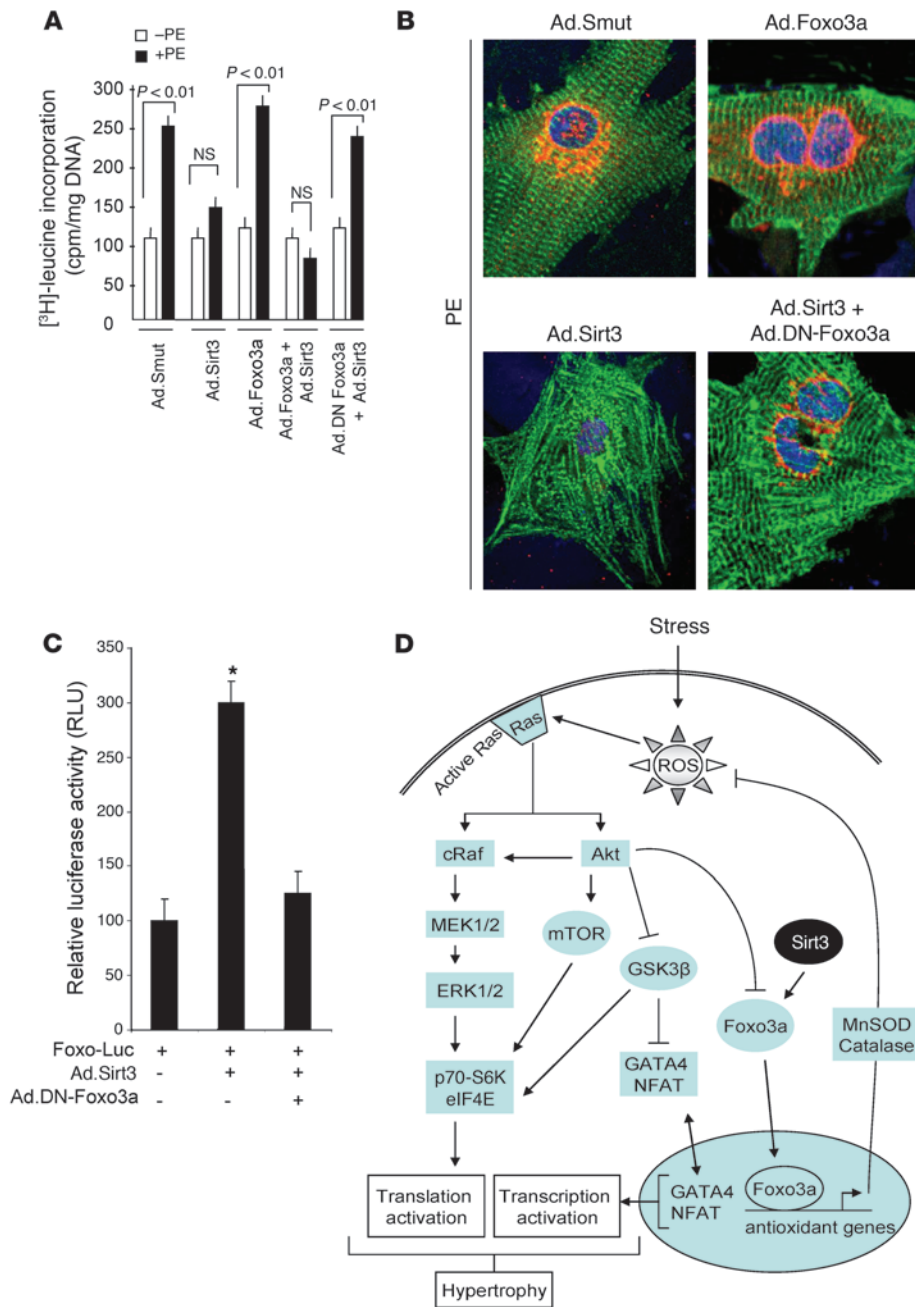 A
–PE
+PE
P < 0.01
P < 0.01
P < 0.01
NS
NS
300
250
200
150
100
50
0
[³H]-leucine incorporation
(cpm/mg DNA)
Ad.Smut
Ad.Sirt3
Ad.Foxo3a
Ad.Foxo3a +
Ad.Sirt3
Ad.DN Foxo3a
+ Ad.Sirt3
B
Ad.Smut
Ad.Foxo3a
PE
Ad.Sirt3
Ad.Sirt3 +
Ad.DN-Foxo3a
C
350
300
250
200
150
100
50
0
*
Relative luciferase activity (RLU)
Foxo-Luc + + +
Ad.Sirt3 - + +
Ad.DN-Foxo3a - - +
D
Stress
Active Ras
Ras
ROS
cRaf
Akt
MEK1/2
mTOR
Sirt3
GSK3β
ERK1/2
Foxo3a
MnSOD
Catalase
p70-S6K
eIF4E
GATA4
NFAT
Translation
activation
Transcription
activation
GATA4
NFAT
Foxo3a
antioxidant genes
Hypertrophy